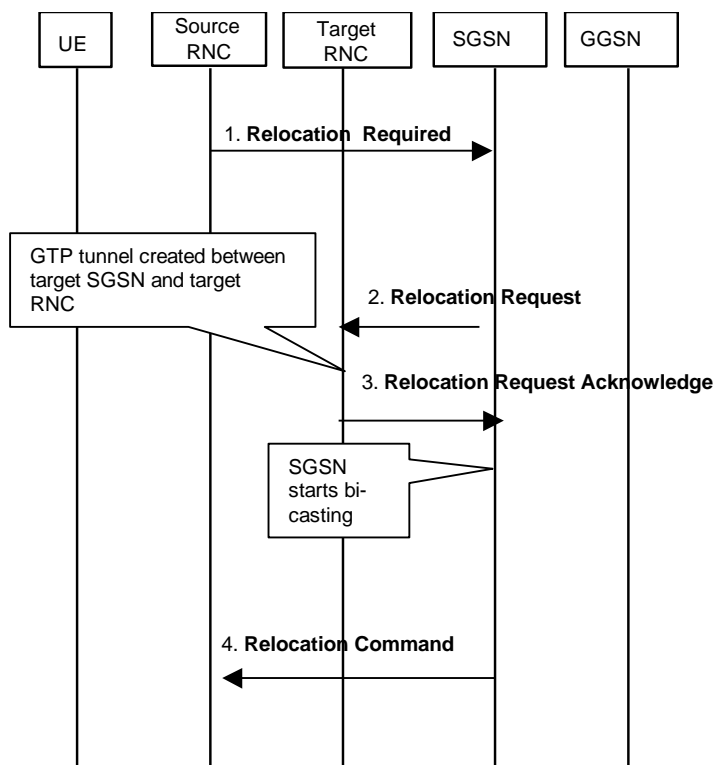 UE
Source
RNC
Target
RNC
SGSN
GGSN
1. Relocation Required
GTP tunnel created between
target SGSN and target
RNC
2. Relocation Request
3. Relocation Request Acknowledge
SGSN
starts bi-
casting
4. Relocation Command